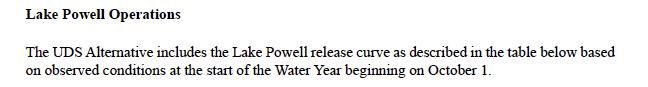 Lake Powell Operations
The UDS Alternative includes the Lake Powell release curve as described in the table below based
on observed conditions at the start of the Water Year beginning on October 1.